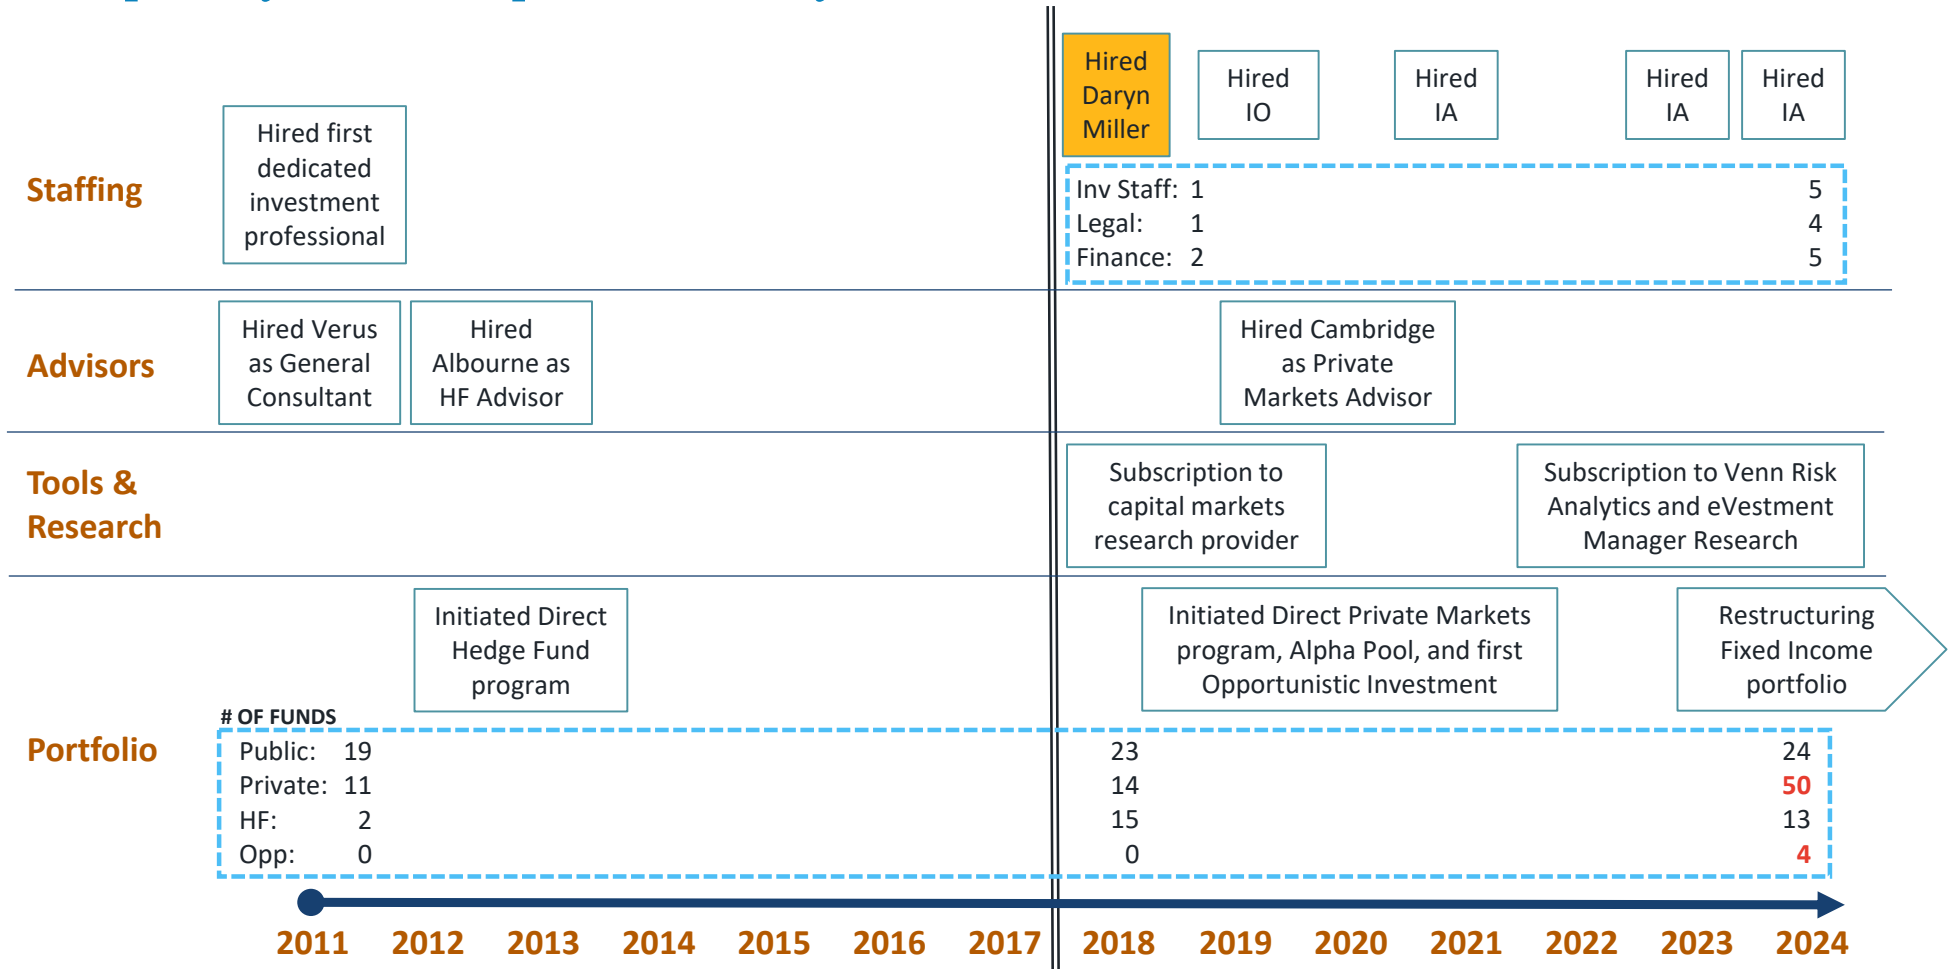 Hired
Daryn
Miller
Hired
IO
Hired
IA
Hired
IA
Hired
IA
Hired first
dedicated
investment
professional
Staffing
Inv Staff: 1 5
Legal: 1 4
Finance: 2 5
Advisors
Hired Verus
as General
Consultant
Hired
Albourne as
HF Advisor
Hired Cambridge
as Private
Markets Advisor
Tools &
Research
Subscription to
capital markets
research provider
Subscription to Venn Risk
Analytics and eVestment
Manager Research
Initiated Direct
Hedge Fund
program
Initiated Direct Private Markets
program, Alpha Pool, and first
Opportunistic Investment
Restructuring
Fixed Income
portfolio
Portfolio
# OF FUNDS
Public: 19 23 24
Private: 11 14 50
HF: 2 15 13
Opp: 0 0 4
2011 2012 2013 2014 2015 2016 2017 2018 2019 2020 2021 2022 2023 2024